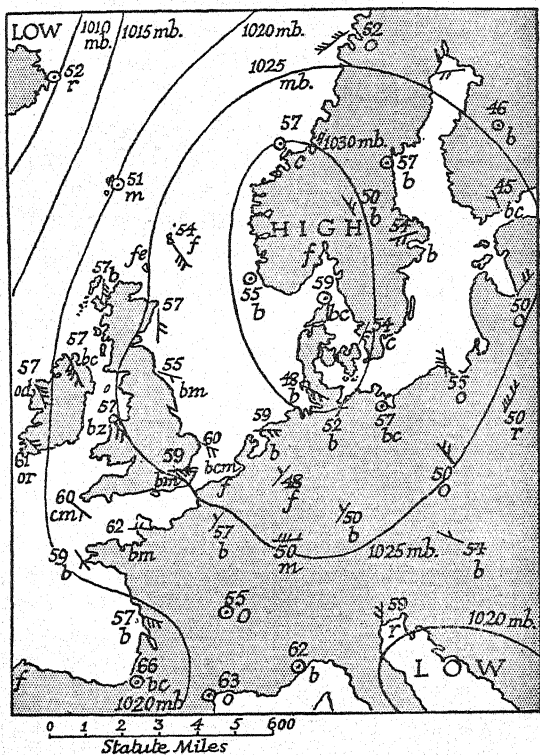 LOW
1010 mb.
1015 mb.
1020 mb.
52
52
r
1025 mb.
46
b
57
c
1030 mb.
57
b
51
m
50
b
45
bc
54
f
HIGH
54
b
fe
f
57
b
55
b
59
bc
50
57
54
c
57
bc
57
od
55
bm
48
b
55
50
r
57
bz
59
b
52
b
57
bc
61
or
60
bcm
59
bm
f
48
f
50
60
cm
62
bm
57
b
50
b
50
m
1025 mb.
54
b
59
b
57
b
65
O
59
r
1020 mb.
62
b
LOW
f
66
bc
1020 mb
63
O
0 1 2 3 4 5 600
Statute Miles